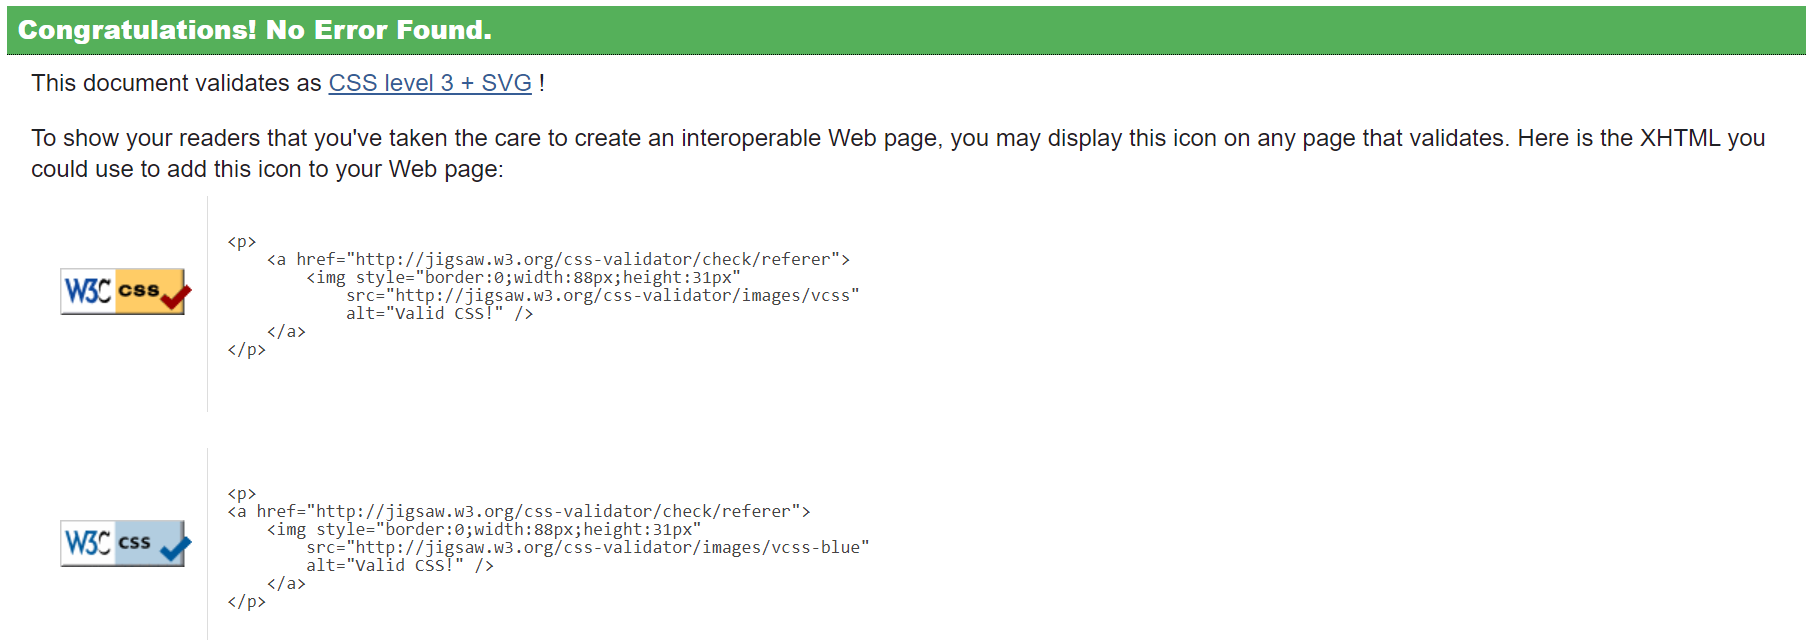 Congratulations! No Error Found.
This document validates as CSS level 3 + SVG !
To show your readers that you've taken the care to create an interoperable Web page, you may display this icon on any page that validates. Here is the XHTML you
could use to add this icon to your Web page:
<p>
    <a href="http://jigsaw.w3.org/css-validator/check/referer">
        <img style="border:0;width:88px;height:31px"
W3C css
            src="http://jigsaw.w3.org/css-validator/images/vcss"
            alt="Valid CSS!" />
    </a>
</p>
<p>
<a href="http://jigsaw.w3.org/css-validator/check/referer">
    <img style="border:0;width:88px;height:31px"
W3C css
        src="http://jigsaw.w3.org/css-validator/images/vcss-blue"
        alt="Valid CSS!" />
    </a>
</p>